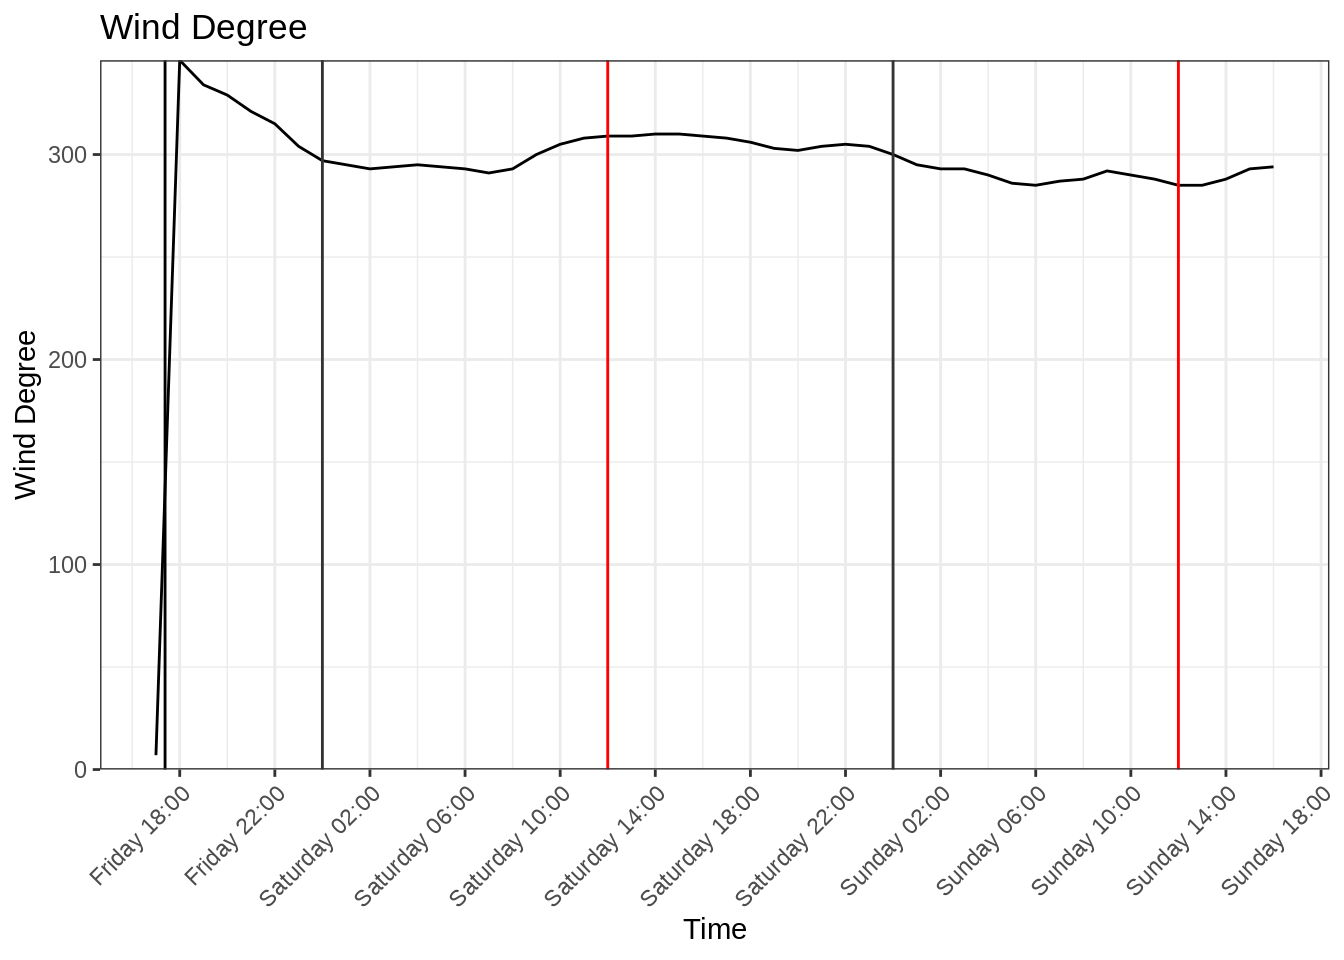 Wind Degree
Wind Degree
300
200
100
0
Friday 18:00
Friday 22:00
Saturday 02:00
Saturday 06:00
Saturday 10:00
Saturday 14:00
Saturday 18:00
Saturday 22:00
Sunday 02:00
Sunday 06:00
Sunday 10:00
Sunday 14:00
Sunday 18:00
Time